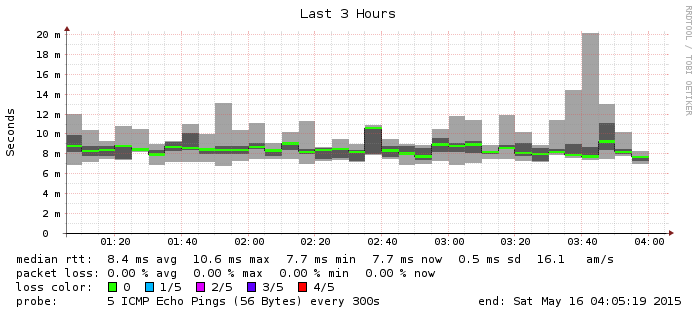 Last 3 Hours
RRDTOOL / TOBI OETIKER
Seconds
20 m
18 m
16 m
14 m
12 m
10 m
8 m
6 m
4 m
2 m
0
01:20 01:40 02:00 02:20 02:40 03:00 03:20 03:40 04:00
median rtt: 8.4 ms avg 10.6 ms max 7.7 ms min 7.7 ms now 0.5 ms sd 16.1 am/s
packet loss: 0.00 % avg 0.00 % max 0.00 % min 0.00 % now
loss color: 0 1/5 2/5 3/5 4/5
probe: 5 ICMP Echo Pings (56 Bytes) every 300s end: Sat May 16 04:05:19 2015